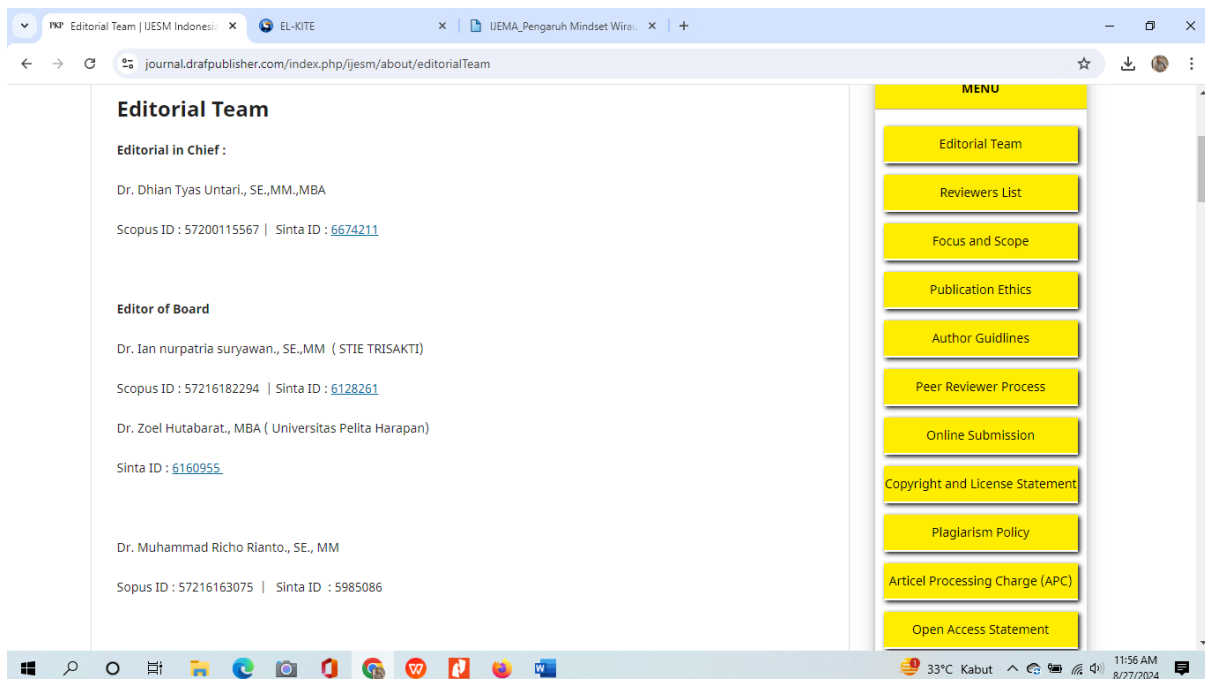 PKP Editorial Team | IJESM Indonesia
EL-KITE
IJEMA_Pengaruh Mindset Wirau
journal.drafpublisher.com/index.php/ijesm/about/editorialTeam
Editorial Team
Editorial in Chief :
Dr. Dhian Tyas Untari., SE.,MM.,MBA
Scopus ID : 57200115567 | Sinta ID : 6674211
Editor of Board
Dr. Ian nurpatria suryawan., SE.,MM ( STIE TRISAKTI)
Scopus ID : 57216182294 | Sinta ID : 6128261
Dr. Zoel Hutabarat., MBA ( Universitas Pelita Harapan)
Sinta ID : 6160955
Dr. Muhammad Richo Rianto., SE., MM
Sopus ID : 57216163075 | Sinta ID : 5985086
MENU
Editorial Team
Reviewers List
Focus and Scope
Publication Ethics
Author Guidlines
Peer Reviewer Process
Online Submission
Copyright and License Statement
Plagiarism Policy
Articel Processing Charge (APC)
Open Access Statement
33°C Kabut
11:56 AM
8/27/2024